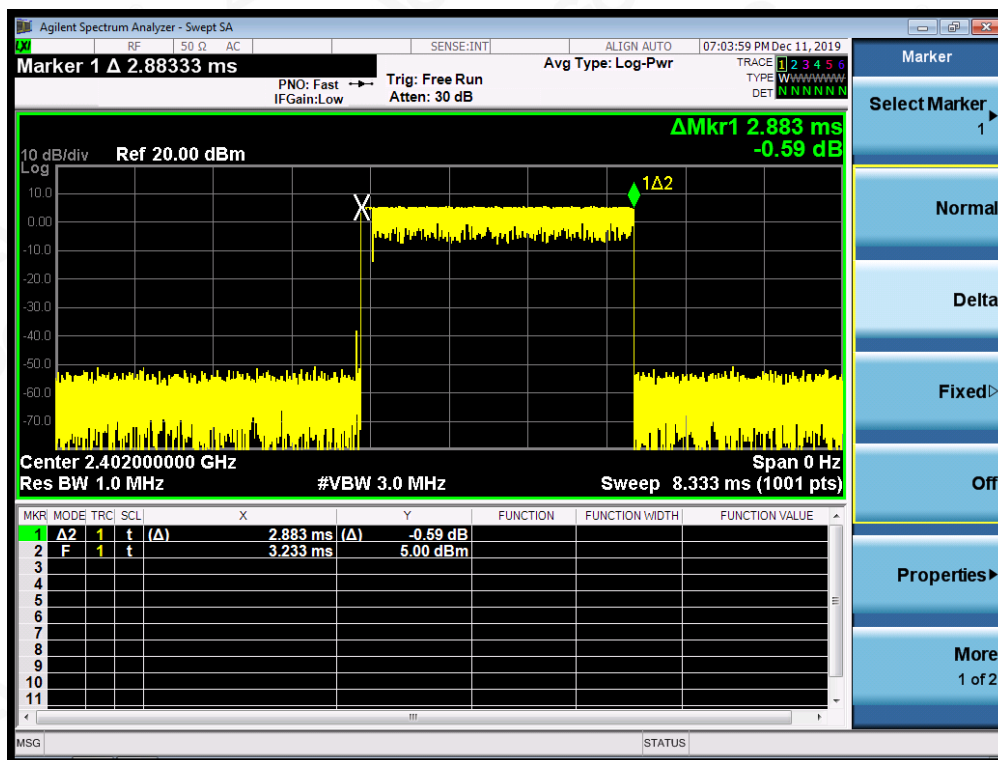 Agilent Spectrum Analyzer - Swept SA
LXI RF 50 Ω AC SENSE:INT ALIGN AUTO 07:03:59 PM Dec 11, 2019
Marker 1 Δ 2.88333 ms
PNO: Fast
IFGain:Low
Trig: Free Run
Atten: 30 dB
Avg Type: Log-Pwr
TRACE 1 2 3 4 5 6
TYPE WWWWWW
DET N N N N N N
ΔMkr1 2.883 ms
-0.59 dB
10 dB/div Ref 20.00 dBm
Log
10.0
0.00
-10.0
-20.0
-30.0
-40.0
-50.0
-60.0
-70.0
X
1Δ2
Center 2.402000000 GHz Span 0 Hz
Res BW 1.0 MHz #VBW 3.0 MHz Sweep 8.333 ms (1001 pts)
MKR MODE TRC SCL X Y FUNCTION FUNCTION WIDTH FUNCTION VALUE
1 Δ2 1 t (Δ) 2.883 ms (Δ) -0.59 dB
2 F 1 t 3.233 ms 5.00 dBm
3
4
5
6
7
8
9
10
11
MSG STATUS
Marker
Select Marker
1
Normal
Delta
Fixed
Off
Properties
More
1 of 2